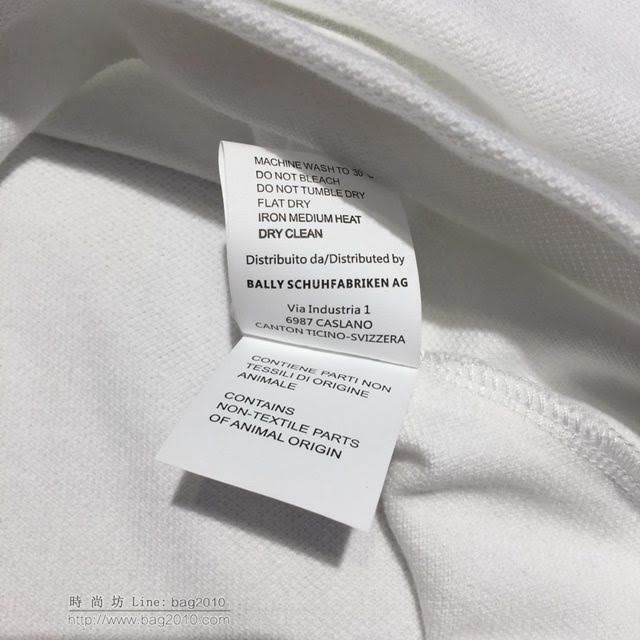 MACHINE WASH TO 30°C
DO NOT BLEACH
DO NOT TUMBLE DRY
FLAT DRY
IRON MEDIUM HEAT
DRY CLEAN
Distribuito da/Distributed by
BALLY SCHUHFABRIKEN AG
Via Industria 1
6987 CASLANO
CANTON TICINO-SVIZZERA
CONTIENE PARTI NON
TESSILI DI ORIGINE
ANIMALE
CONTAINS
NON-TEXTILE PARTS
OF ANIMAL ORIGIN
時尚坊 Line: bag2010
http://www.bag2010.com